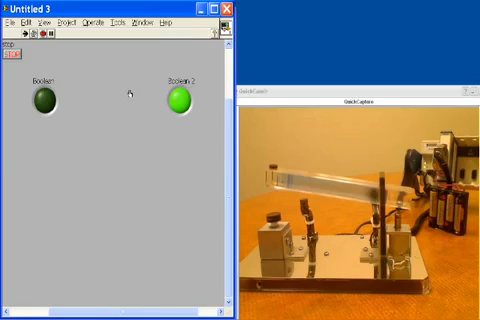 Untitled 3
File Edit View Project Operate Tools Window Help
stop
STOP
Boolean
Boolean 2
QuickCapture
QuickCapture